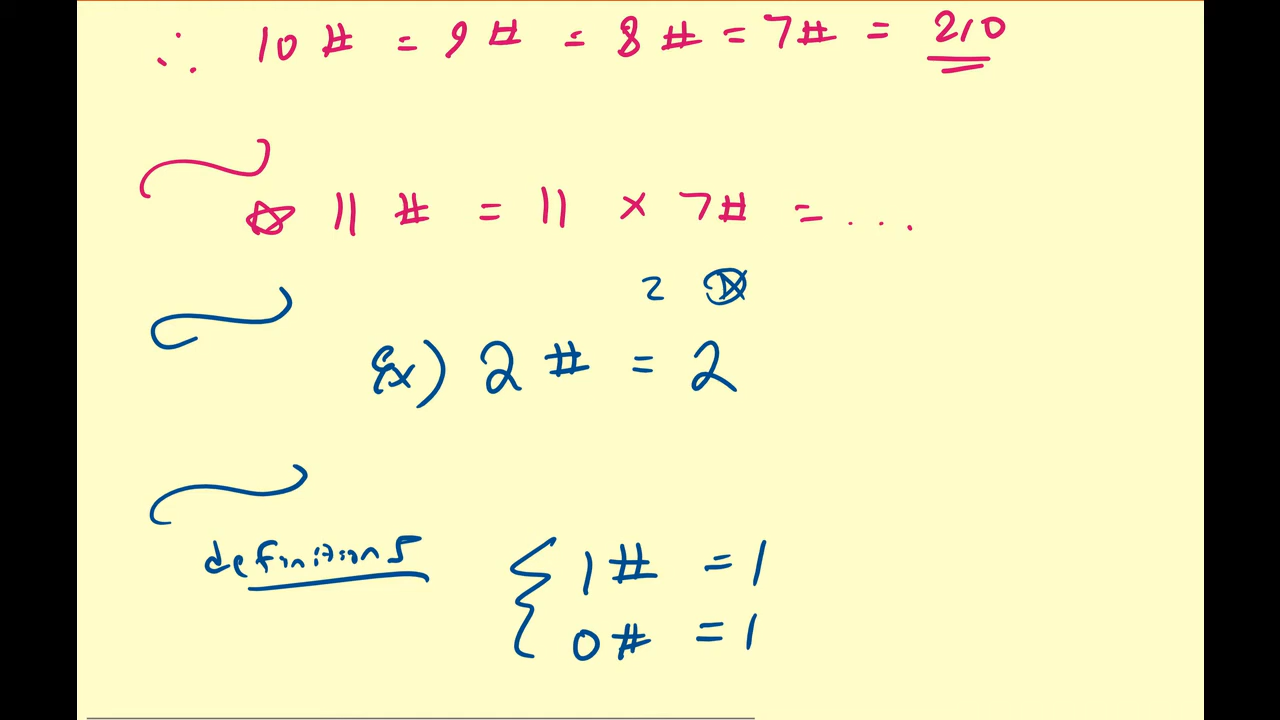 ∴ 10 # = 9 # = 8 # = 7# = 210
☆ 11 # = 11 × 7# = ...
2
Ex) 2 # = 2
definitions { 1 # = 1
0 # = 1